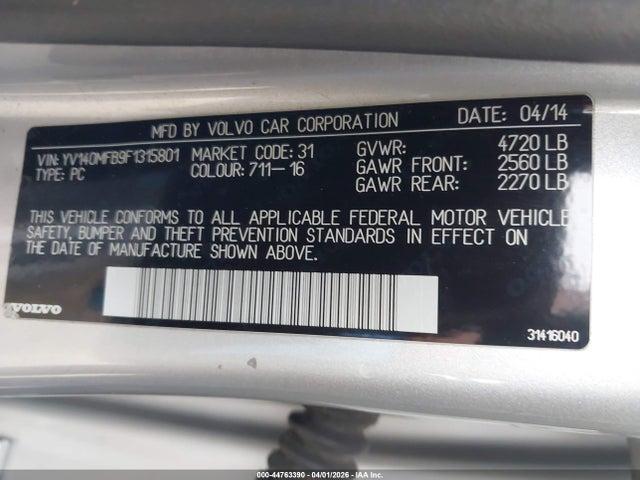 MFD BY VOLVO CAR CORPORATION DATE: 04/14
VIN: YV140MFB9F1315801 MARKET CODE: 31 GVWR: 4720 LB
TYPE: PC COLOUR: 711-16 GAWR FRONT: 2560 LB
GAWR REAR: 2270 LB
THIS VEHICLE CONFORMS TO ALL APPLICABLE FEDERAL MOTOR VEHICLE
SAFETY, BUMPER AND THEFT PREVENTION STANDARDS IN EFFECT ON
THE DATE OF MANUFACTURE SHOWN ABOVE.
VOLVO
31416040
000-44763390 - 04/01/2026 - IAA Inc.